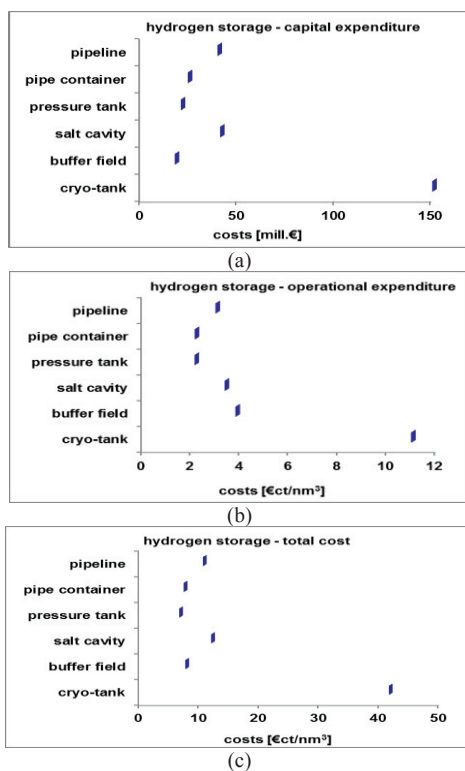 hydrogen storage - capital expenditure
pipeline
pipe container
pressure tank
salt cavity
buffer field
cryo-tank
0 50 100 150
costs [mill.€]
(a)
hydrogen storage - operational expenditure
pipeline
pipe container
pressure tank
salt cavity
buffer field
cryo-tank
0 2 4 6 8 10 12
costs [€ct/nm³]
(b)
hydrogen storage - total cost
pipeline
pipe container
pressure tank
salt cavity
buffer field
cryo-tank
0 10 20 30 40 50
costs [€ct/nm³]
(c)